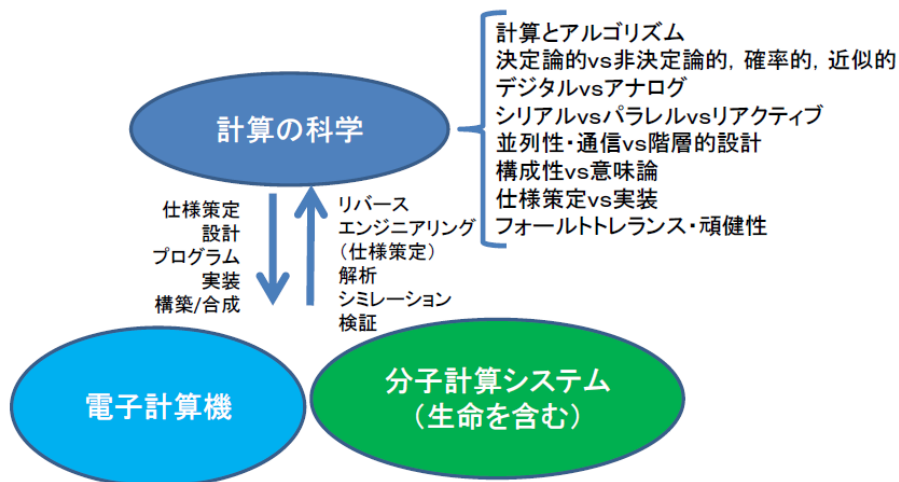 計算の科学
計算とアルゴリズム
決定論的vs非決定論的, 確率的, 近似的
デジタルvsアナログ
シリアルvsパラレルvsリアクティブ
並列性・通信vs階層的設計
構成性vs意味論
仕様策定vs実装
フォールトトレランス・頑健性
仕様策定
設計
プログラム
実装
構築/合成
リバース
エンジニアリング
(仕様策定)
解析
シミレーション
検証
電子計算機
分子計算システム
(生命を含む)